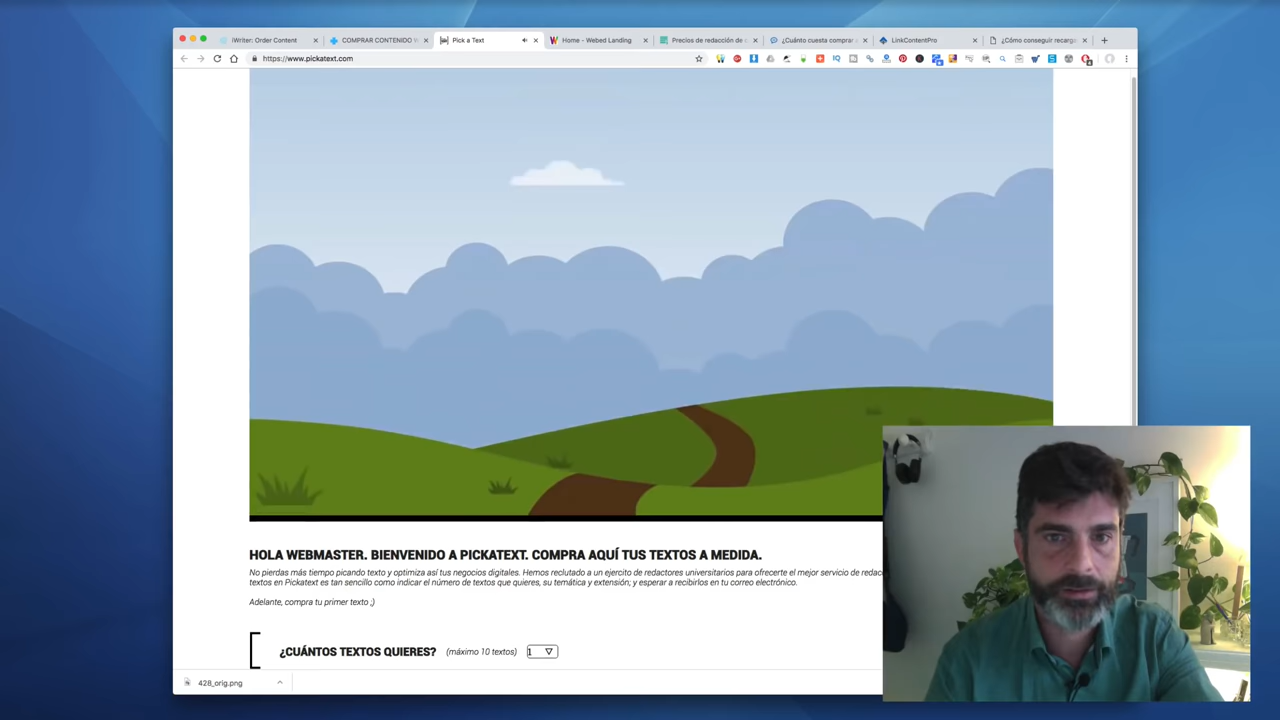 iWriter: Order Content
COMPRAR CONTENIDO
Pick a Text
Home - Webed Landing
Precios de redacción de
¿Cuánto cuesta comprar
LinkContentPro
¿Cómo conseguir recarg
https://www.pickatext.com
HOLA WEBMASTER. BIENVENIDO A PICKATEXT. COMPRA AQUÍ TUS TEXTOS A MEDIDA.
No pierdas más tiempo picando texto y optimiza así tus negocios digitales. Hemos reclutado a un ejercito de redactores universitarios para ofrecerte el mejor servicio de redac
textos en Pickatext es tan sencillo como indicar el número de textos que quieres, su temática y extensión; y esperar a recibirlos en tu correo electrónico.
Adelante, compra tu primer texto ;)
¿CUÁNTOS TEXTOS QUIERES? (máximo 10 textos) 1
428_orig.png